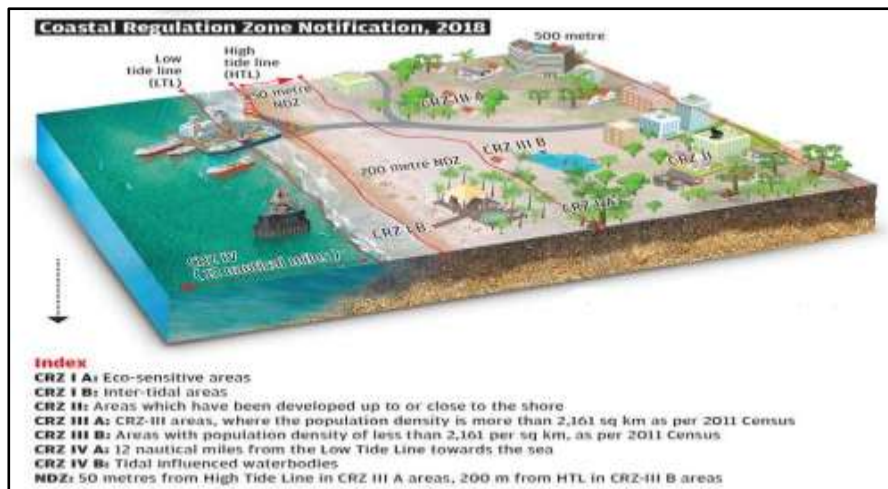 Coastal Regulation Zone Notification, 2018
500 metre
High
tide line
(HTL)
Low
tide line
(LTL)
50 metre
NDZ
CRZ III A
CRZ III B
CRZ II
200 metre NDZ
CRZ I A
CRZ I B
CRZ IV
(12 nautical miles)
Index
CRZ I A: Eco-sensitive areas
CRZ I B: Inter-tidal areas
CRZ II: Areas which have been developed up to or close to the shore
CRZ III A: CRZ-III areas, where the population density is more than 2,161 sq km as per 2011 Census
CRZ III B: Areas with population density of less than 2,161 per sq km, as per 2011 Census
CRZ IV A: 12 nautical miles from the Low Tide Line towards the sea
CRZ IV B: Tidal influenced waterbodies
NDZ: 50 metres from High Tide Line in CRZ III A areas, 200 m from HTL in CRZ-III B areas